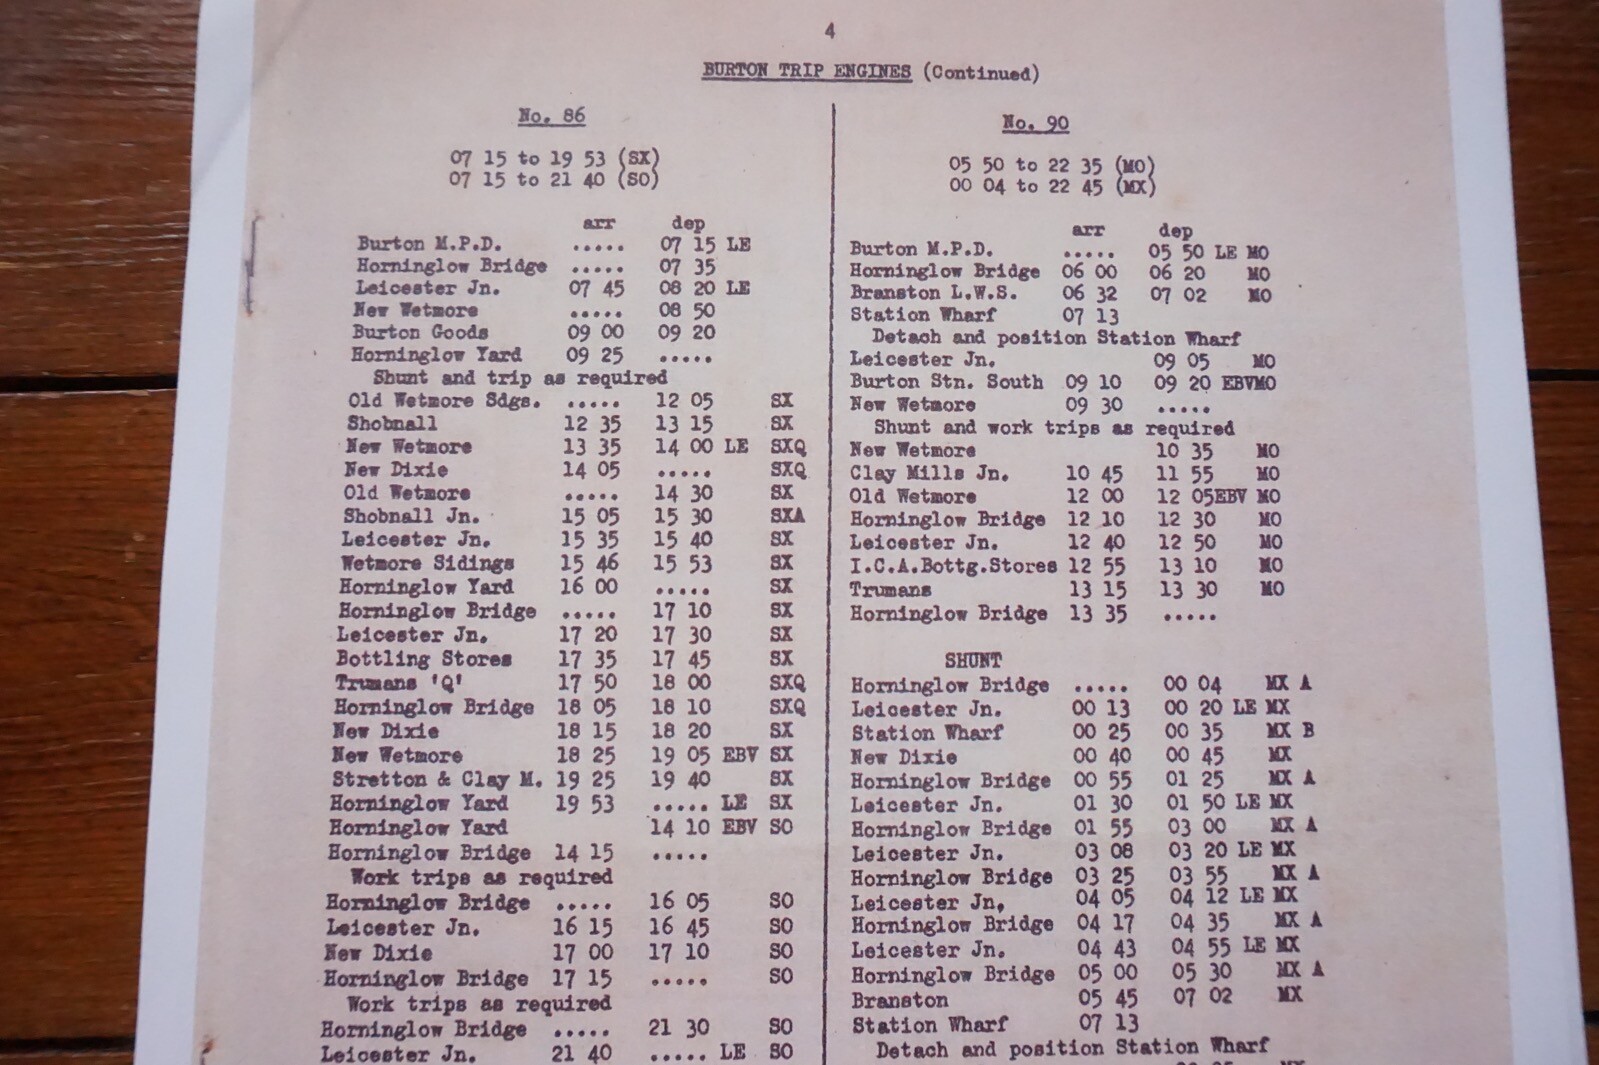 4
BURTON TRIP ENGINES (Continued)
No. 86
07 15 to 19 53 (SX)
07 15 to 21 40 (SO)
arr dep
Burton M.P.D. ..... 07 15 LE
Horninglow Bridge ..... 07 35
Leicester Jn. 07 45 08 20 LE
New Wetmore ..... 08 50
Burton Goods 09 00 09 20
Horninglow Yard 09 25 .....
Shunt and trip as required
Old Wetmore Sdgs. ..... 12 05 SX
Shobnall 12 35 13 15 SX
New Wetmore 13 35 14 00 LE SXQ
New Dixie 14 05 ..... SXQ
Old Wetmore ..... 14 30 SX
Shobnall Jn. 15 05 15 30 SXA
Leicester Jn. 15 35 15 40 SX
Wetmore Sidings 15 46 15 53 SX
Horninglow Yard 16 00 ..... SX
Horninglow Bridge ..... 17 10 SX
Leicester Jn. 17 20 17 30 SX
Bottling Stores 17 35 17 45 SX
Trumans 'Q' 17 50 18 00 SXQ
Horninglow Bridge 18 05 18 10 SXQ
New Dixie 18 15 18 20 SX
New Wetmore 18 25 19 05 EBV SX
Stretton & Clay M. 19 25 19 40 SX
Horninglow Yard 19 53 ..... LE SX
Horninglow Yard 14 10 EBV SO
Horninglow Bridge 14 15 .....
Work trips as required
Horninglow Bridge ..... 16 05 SO
Leicester Jn. 16 15 16 45 SO
New Dixie 17 00 17 10 SO
Horninglow Bridge 17 15 ..... SO
Work trips as required
Horninglow Bridge ..... 21 30 SO
Leicester Jn. 21 40 ..... LE SO
No. 90
05 50 to 22 35 (MO)
00 04 to 22 45 (MX)
arr dep
Burton M.P.D. ..... 05 50 LE MO
Horninglow Bridge 06 00 06 20 MO
Branston L.W.S. 06 32 07 02 MO
Station Wharf 07 13
Detach and position Station Wharf
Leicester Jn. 09 05 MO
Burton Stn. South 09 10 09 20 EBVMO
New Wetmore 09 30 .....
Shunt and work trips as required
New Wetmore 10 35 MO
Clay Mills Jn. 10 45 11 55 MO
Old Wetmore 12 00 12 05EBV MO
Horninglow Bridge 12 10 12 30 MO
Leicester Jn. 12 40 12 50 MO
I.C.A.Bottg.Stores 12 55 13 10 MO
Trumans 13 15 13 30 MO
Horninglow Bridge 13 35 .....
SHUNT
Horninglow Bridge ..... 00 04 MX A
Leicester Jn. 00 13 00 20 LE MX
Station Wharf 00 25 00 35 MX B
New Dixie 00 40 00 45 MX
Horninglow Bridge 00 55 01 25 MX A
Leicester Jn. 01 30 01 50 LE MX
Horninglow Bridge 01 55 03 00 MX A
Leicester Jn. 03 08 03 20 LE MX
Horninglow Bridge 03 25 03 55 MX A
Leicester Jn, 04 05 04 12 LE MX
Horninglow Bridge 04 17 04 35 MX A
Leicester Jn. 04 43 04 55 LE MX
Horninglow Bridge 05 00 05 30 MX A
Branston 05 45 07 02 MX
Station Wharf 07 13
Detach and position Station Wharf